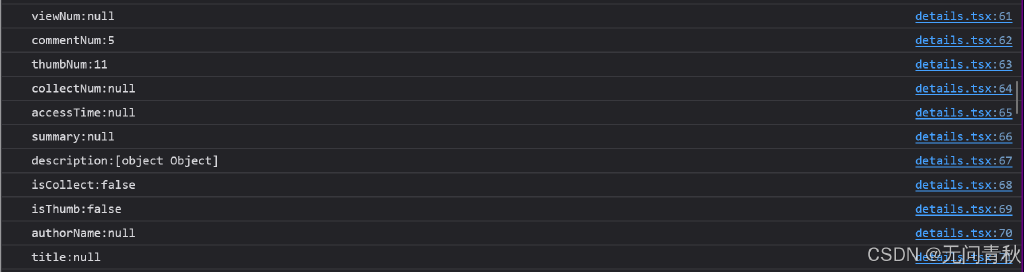 viewNum:null details.tsx:61
commentNum:5 details.tsx:62
thumbNum:11 details.tsx:63
collectNum:null details.tsx:64
accessTime:null details.tsx:65
summary:null details.tsx:66
description:[object Object] details.tsx:67
isCollect:false details.tsx:68
isThumb:false details.tsx:69
authorName:null details.tsx:70
title:null
CSDN @无问青秋